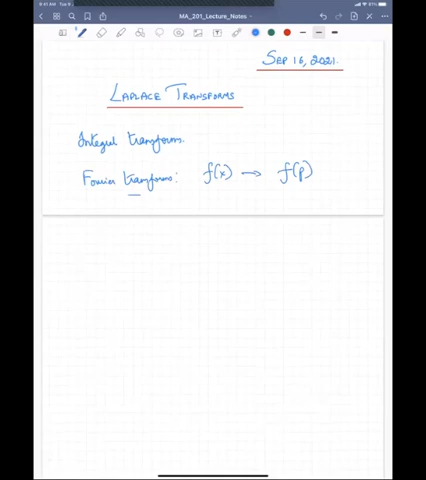 MA_201_Lecture_Notes
SEP 16, 2021.
LAPLACE TRANSFORMS
Integral transforms.
Fourier transforms: f(x) → f(p)